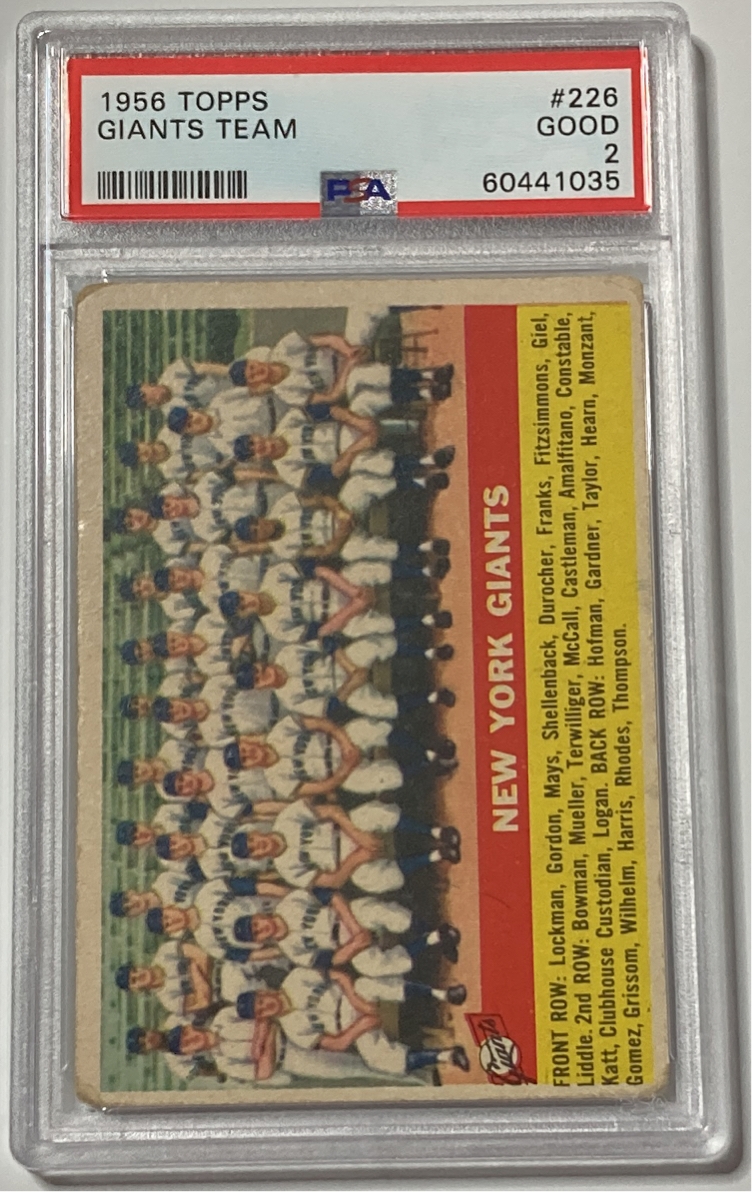 1956 TOPPS #226
GIANTS TEAM GOOD
2
PSA 60441035
NEW YORK GIANTS
Giants
FRONT ROW: Lockman, Gordon, Mays, Shellenback, Durocher, Franks, Fitzsimmons, Giel,
Liddle. 2nd ROW: Bowman, Mueller, Terwilliger, McCall, Castleman, Amalfitano, Constable,
Katt, Clubhouse Custodian, Logan. BACK ROW: Hofman, Gardner, Taylor, Hearn, Monzant,
Gomez, Grissom, Wilhelm, Harris, Rhodes, Thompson.